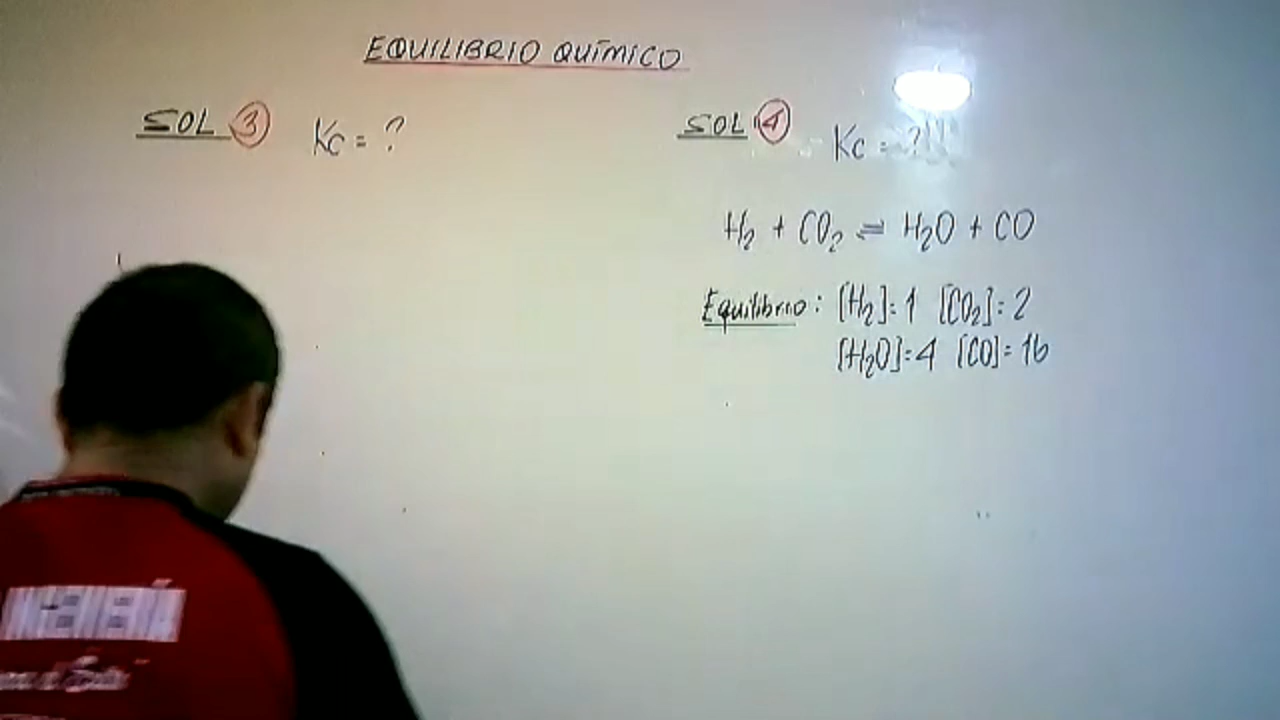 EQUILIBRIO QUÍMICO
SOL 3 Kc = ?
SOL 4 Kc = ?
H₂ + CO₂ ⇌ H₂O + CO
Equilibrio : [H₂]=1 [CO₂]=2
[H₂O]=4 [CO]=16